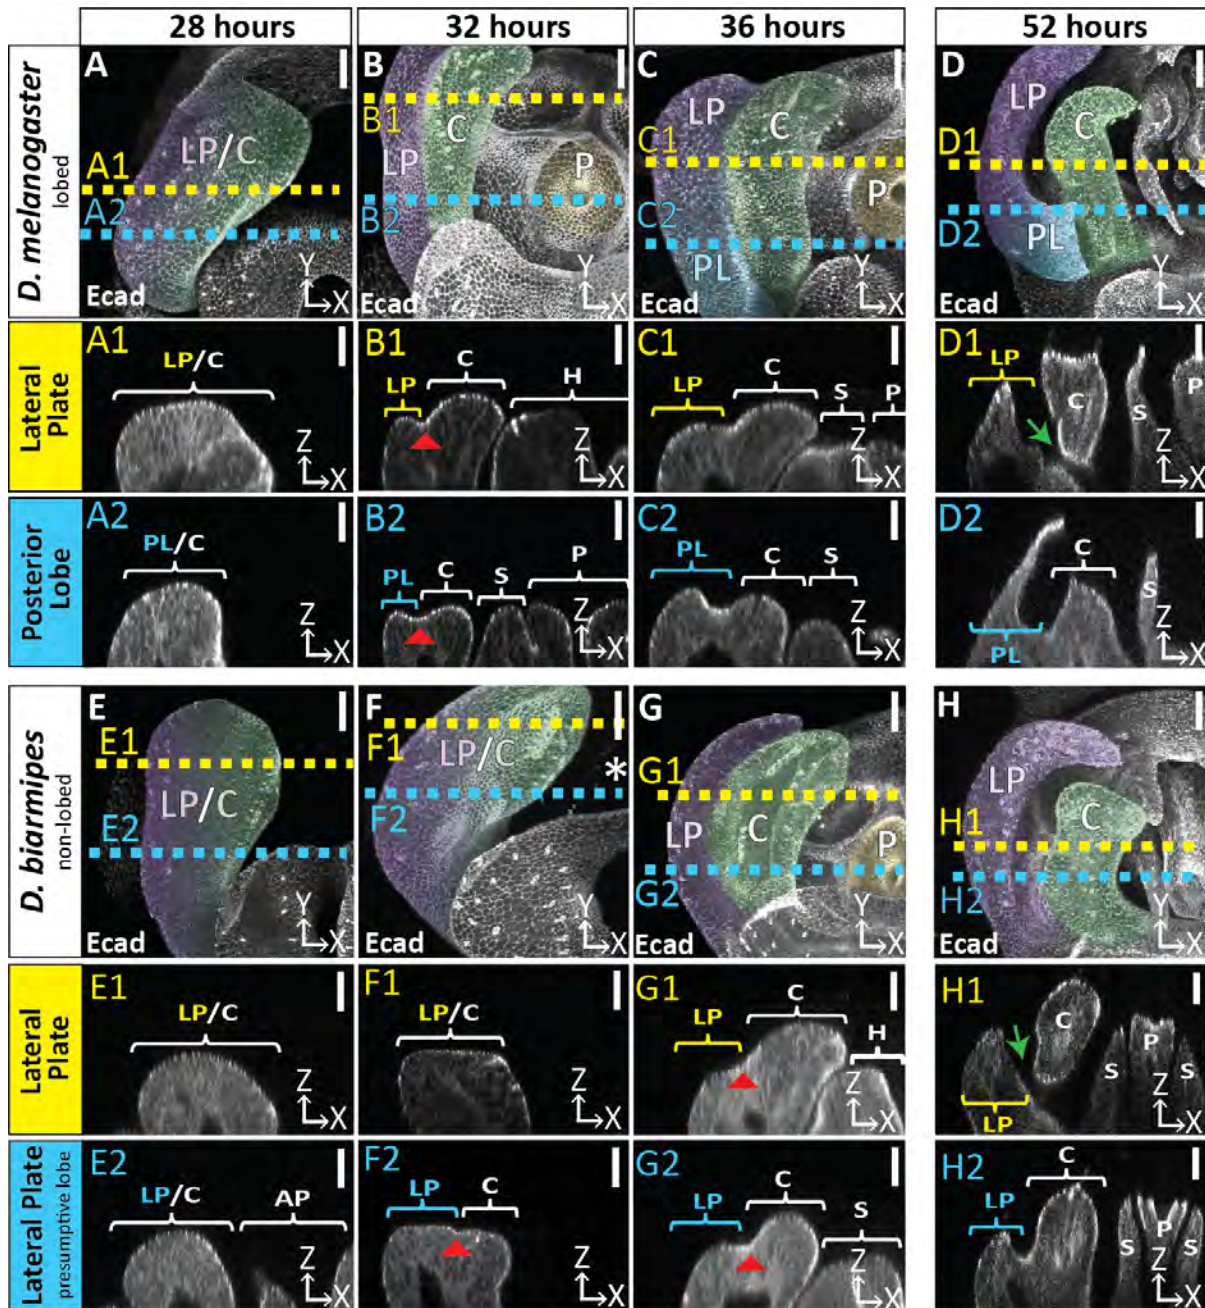 28 hours 32 hours 36 hours 52 hours
D. melanogaster
lobed
A LP/C A1 A2 Ecad Y X
B B1 C LP P B2 Ecad Y X
C LP C C1 P C2 PL Ecad Y X
D LP C D1 D2 PL Ecad Y X
Lateral
Plate
A1 LP/C Z X
B1 LP C H Z X
C1 LP C S P Z X
D1 LP C S P
Posterior
Lobe
A2 PL/C Z X
B2 PL C S P Z X
C2 PL C S Z X
D2 C S PL Z X
D. biarmipes
non-lobed
E E1 LP/C E2 Ecad Y X
F F1 LP/C * F2 Ecad Y X
G G1 LP C P G2 Ecad Y X
H LP C H1 H2 Ecad Y X
Lateral
Plate
E1 LP/C Z X
F1 LP/C Z X
G1 LP C H Z X
H1 C S P S LP Z X
Lateral Plate
presumptive lobe
E2 LP/C AP Z X
F2 LP C Z X
G2 LP C S Z X
H2 LP C S P S Z X